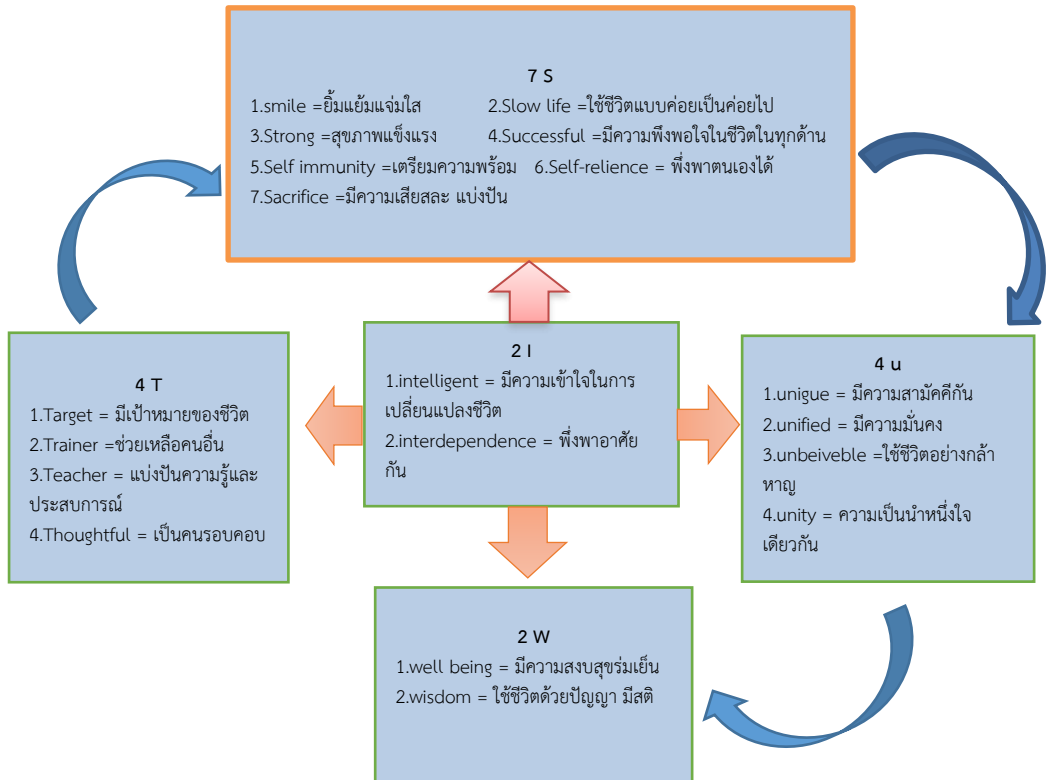 7 S
1.smile =ยิ้มแย้มแจ่มใส 2.Slow life =ใช้ชีวิตแบบค่อยเป็นค่อยไป
3.Strong =สุขภาพแข็งแรง 4.Successful =มีความพึงพอใจในชีวิตในทุกด้าน
5.Self immunity =เตรียมความพร้อม 6.Self-relience = พึ่งพาตนเองได้
7.Sacrifice =มีความเสียสละ แบ่งปัน
4 T
1.Target = มีเป้าหมายของชีวิต
2.Trainer =ช่วยเหลือคนอื่น
3.Teacher = แบ่งปันความรู้และ
ประสบการณ์
4.Thoughtful = เป็นคนรอบคอบ
2 I
1.intelligent = มีความเข้าใจในการ
เปลี่ยนแปลงชีวิต
2.interdependence = พึ่งพาอาศัย
กัน
4 u
1.unigue = มีความสามัคคีกัน
2.unified = มีความมั่นคง
3.unbeiveble =ใช้ชีวิตอย่างกล้า
หาญ
4.unity = ความเป็นนำหนึ่งใจ
เดียวกัน
2 W
1.well being = มีความสงบสุขร่มเย็น
2.wisdom = ใช้ชีวิตด้วยปัญญา มีสติ